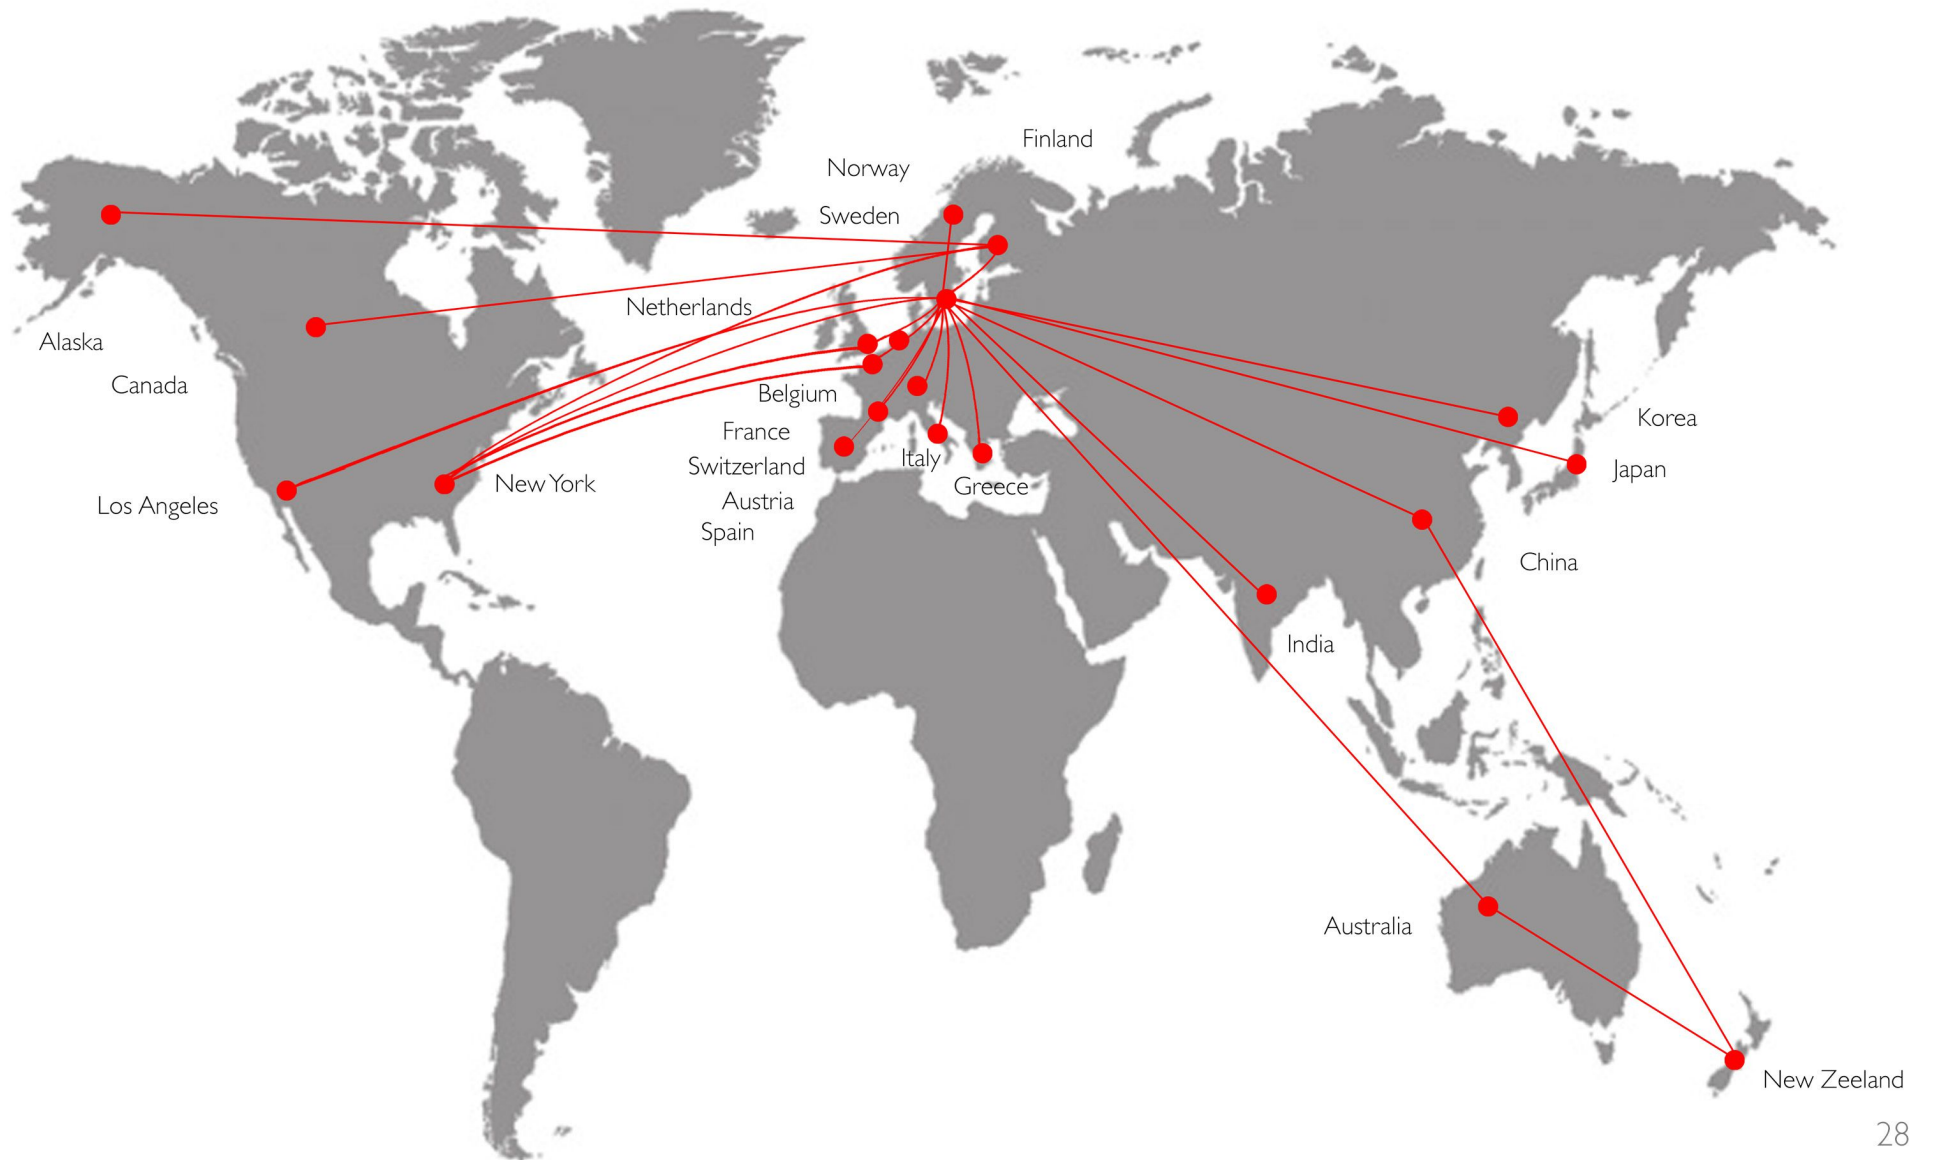 Finland
Norway
Sweden
Netherlands
Alaska
Canada
Belgium
France
Switzerland
Austria
Spain
Italy
Greece
Los Angeles
New York
Korea
Japan
China
India
Australia
New Zeeland
28